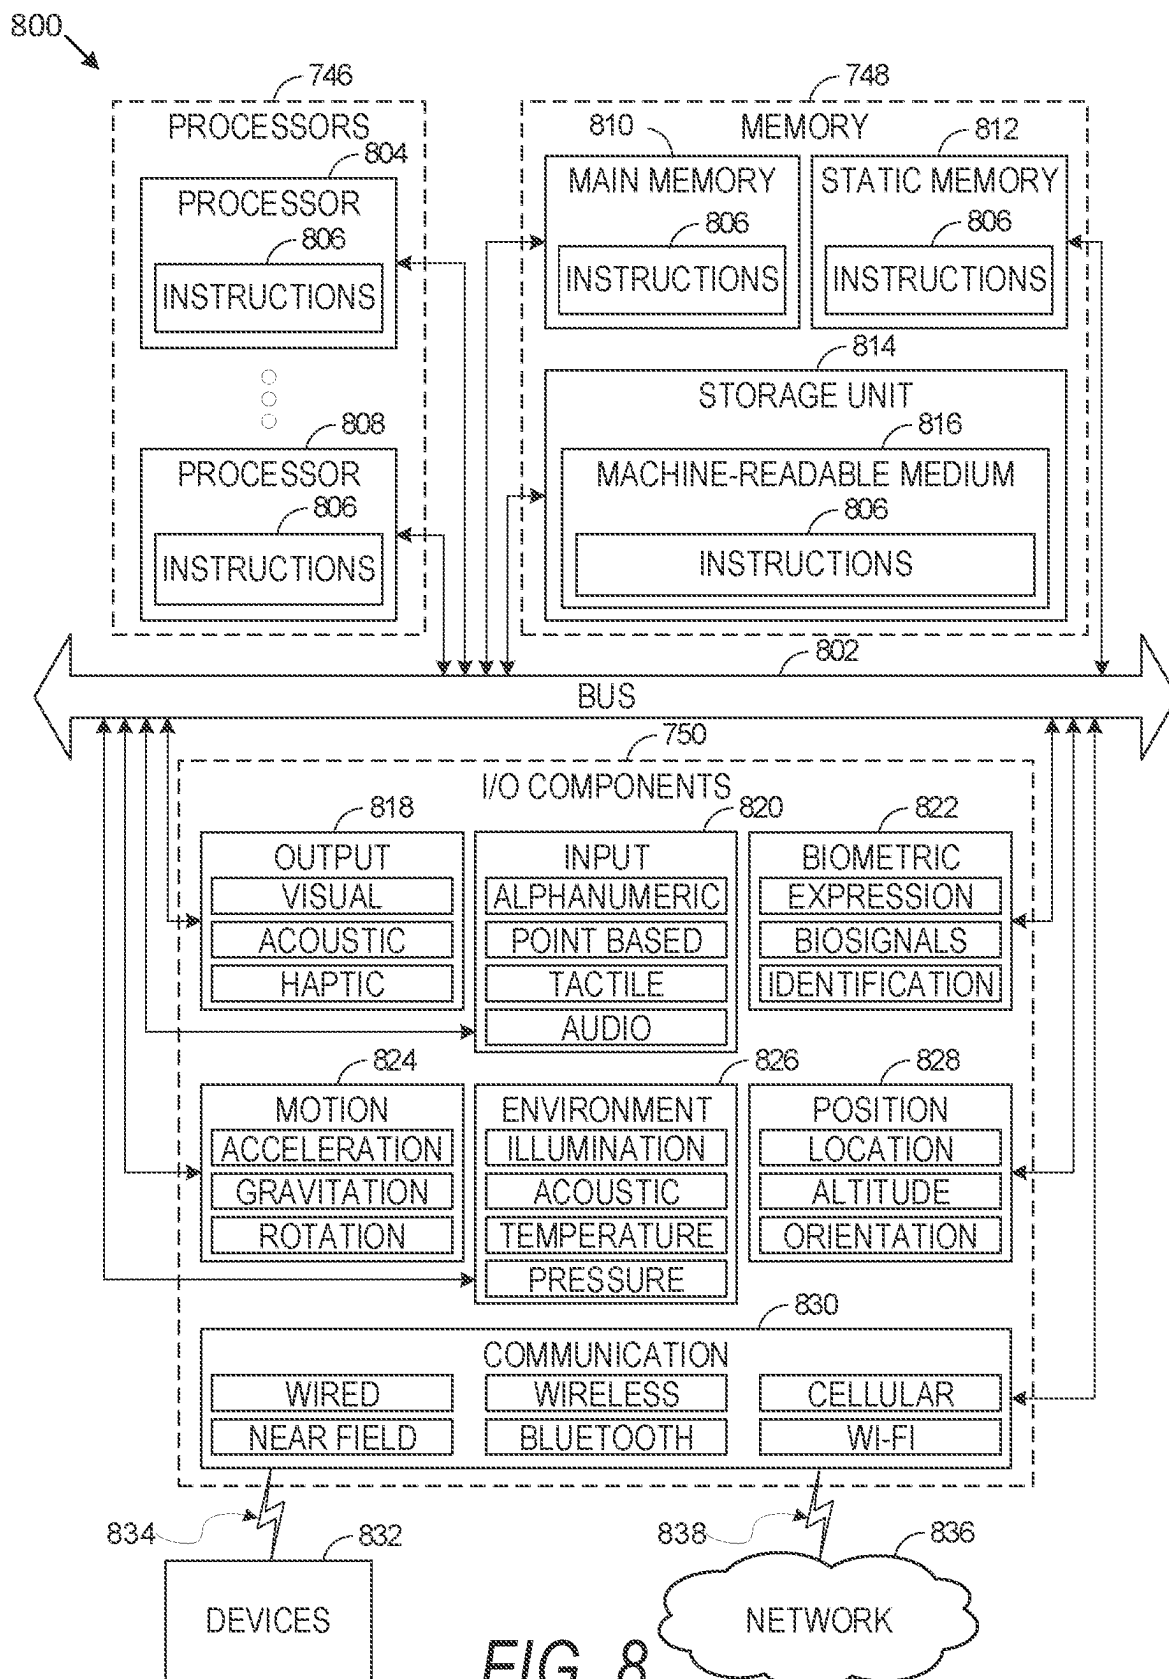 800
746
748
PROCESSORS
MEMORY
804
810
812
PROCESSOR
MAIN MEMORY
STATIC MEMORY
806
806
806
INSTRUCTIONS
INSTRUCTIONS
INSTRUCTIONS
814
STORAGE UNIT
808
816
PROCESSOR
MACHINE-READABLE MEDIUM
806
806
INSTRUCTIONS
INSTRUCTIONS
802
BUS
750
I/O COMPONENTS
818
820
822
OUTPUT
INPUT
BIOMETRIC
VISUAL
ALPHANUMERIC
EXPRESSION
ACOUSTIC
POINT BASED
BIOSIGNALS
HAPTIC
TACTILE
IDENTIFICATION
AUDIO
824
826
828
MOTION
ENVIRONMENT
POSITION
ACCELERATION
ILLUMINATION
LOCATION
GRAVITATION
ACOUSTIC
ALTITUDE
ROTATION
TEMPERATURE
ORIENTATION
PRESSURE
830
COMMUNICATION
WIRED
WIRELESS
CELLULAR
NEAR FIELD
BLUETOOTH
WI-FI
834
832
838
836
DEVICES
NETWORK
FIG. 8